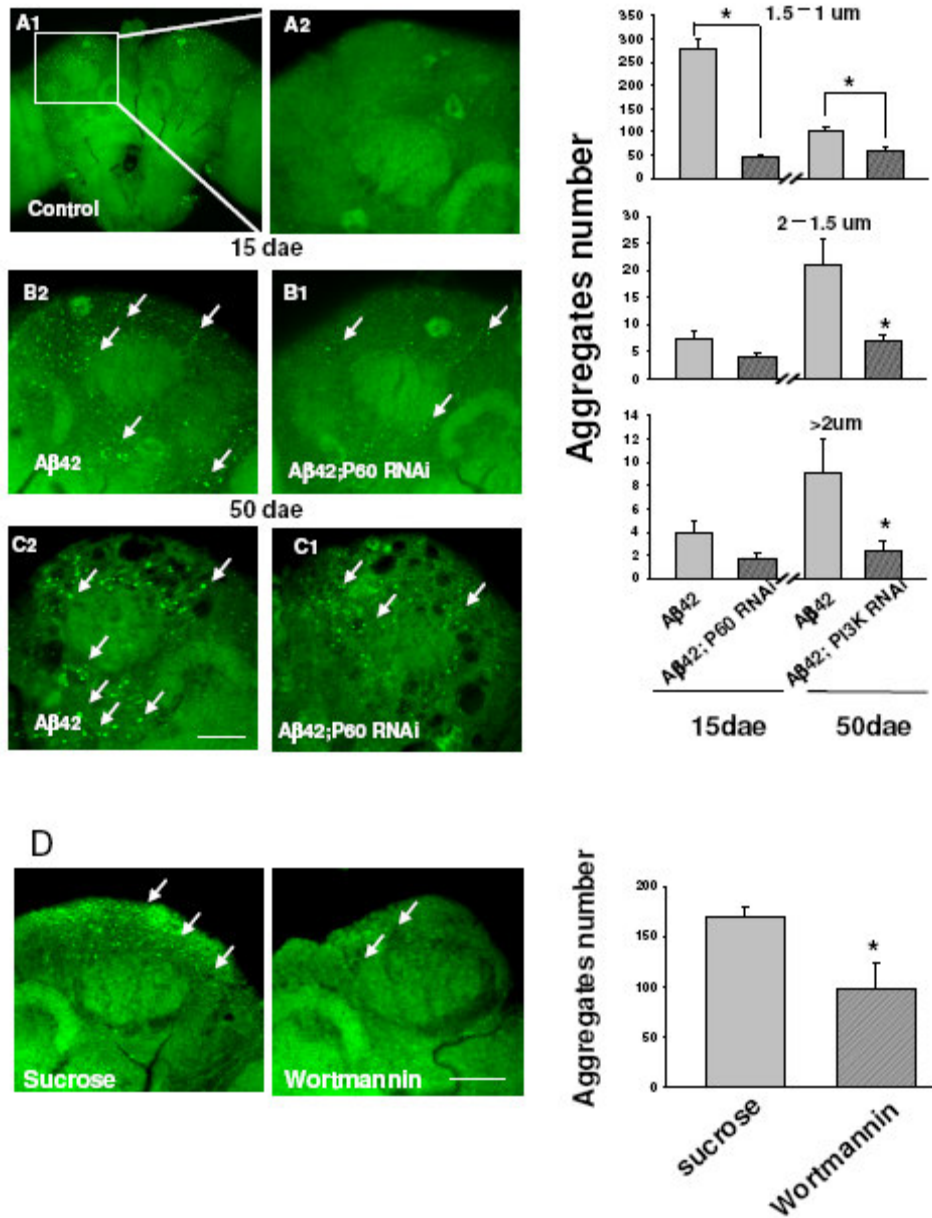 A1
A2
Control
15 dae
B2
B1
Aβ42
Aβ42;P60 RNAi
50 dae
C2
C1
Aβ42
Aβ42;P60 RNAi
Aggregates number
350
300
250
200
150
100
50
0
*
1.5–1 um
*
30
25
20
15
10
5
0
2–1.5 um
*
14
12
10
8
6
4
2
0
>2um
*
Aβ42
Aβ42; P60 RNAi
Aβ42
Aβ42; PI3K RNAi
15dae
50dae
D
Sucrose
Wortmannin
Aggregates number
200
150
100
50
0
*
sucrose
Wortmannin